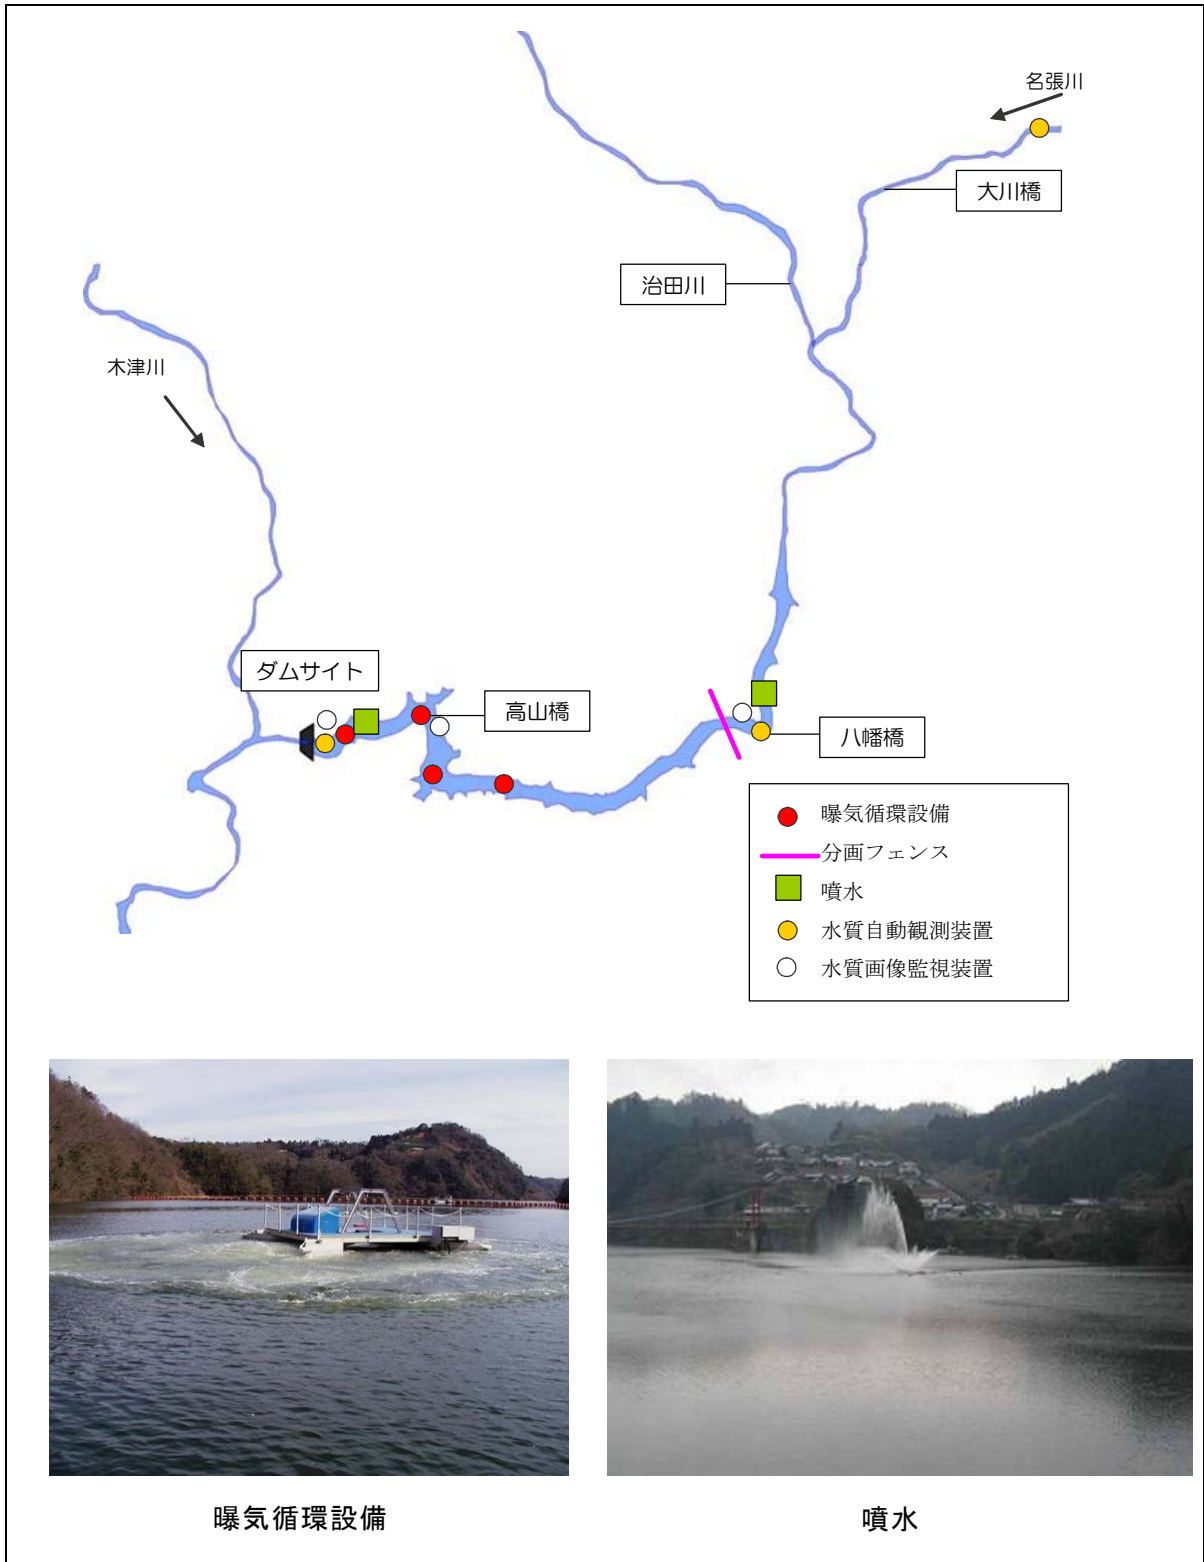 名張川
大川橋
治田川
木津川
ダムサイト
高山橋
八幡橋
曝気循環設備
分画フェンス
噴水
水質自動観測装置
水質画像監視装置
曝気循環設備
噴水